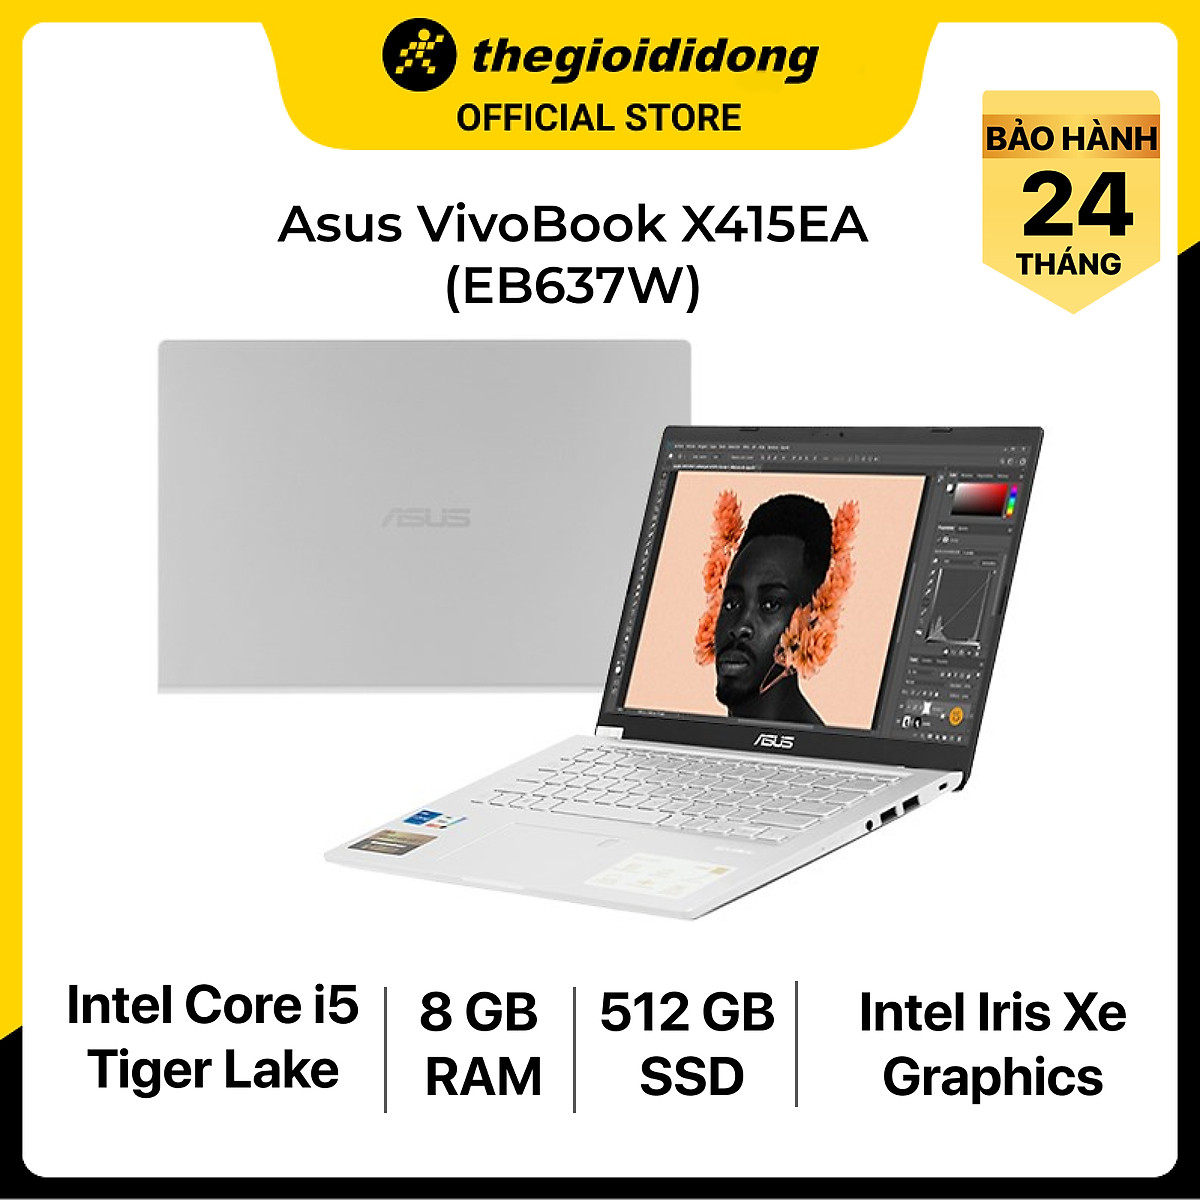 thegioididong
OFFICIAL STORE
BẢO HÀNH
24
THÁNG
Asus VivoBook X415EA
(EB637W)
ASUS
ASUS
Intel Core i5
Tiger Lake
8 GB
RAM
512 GB
SSD
Intel Iris Xe
Graphics